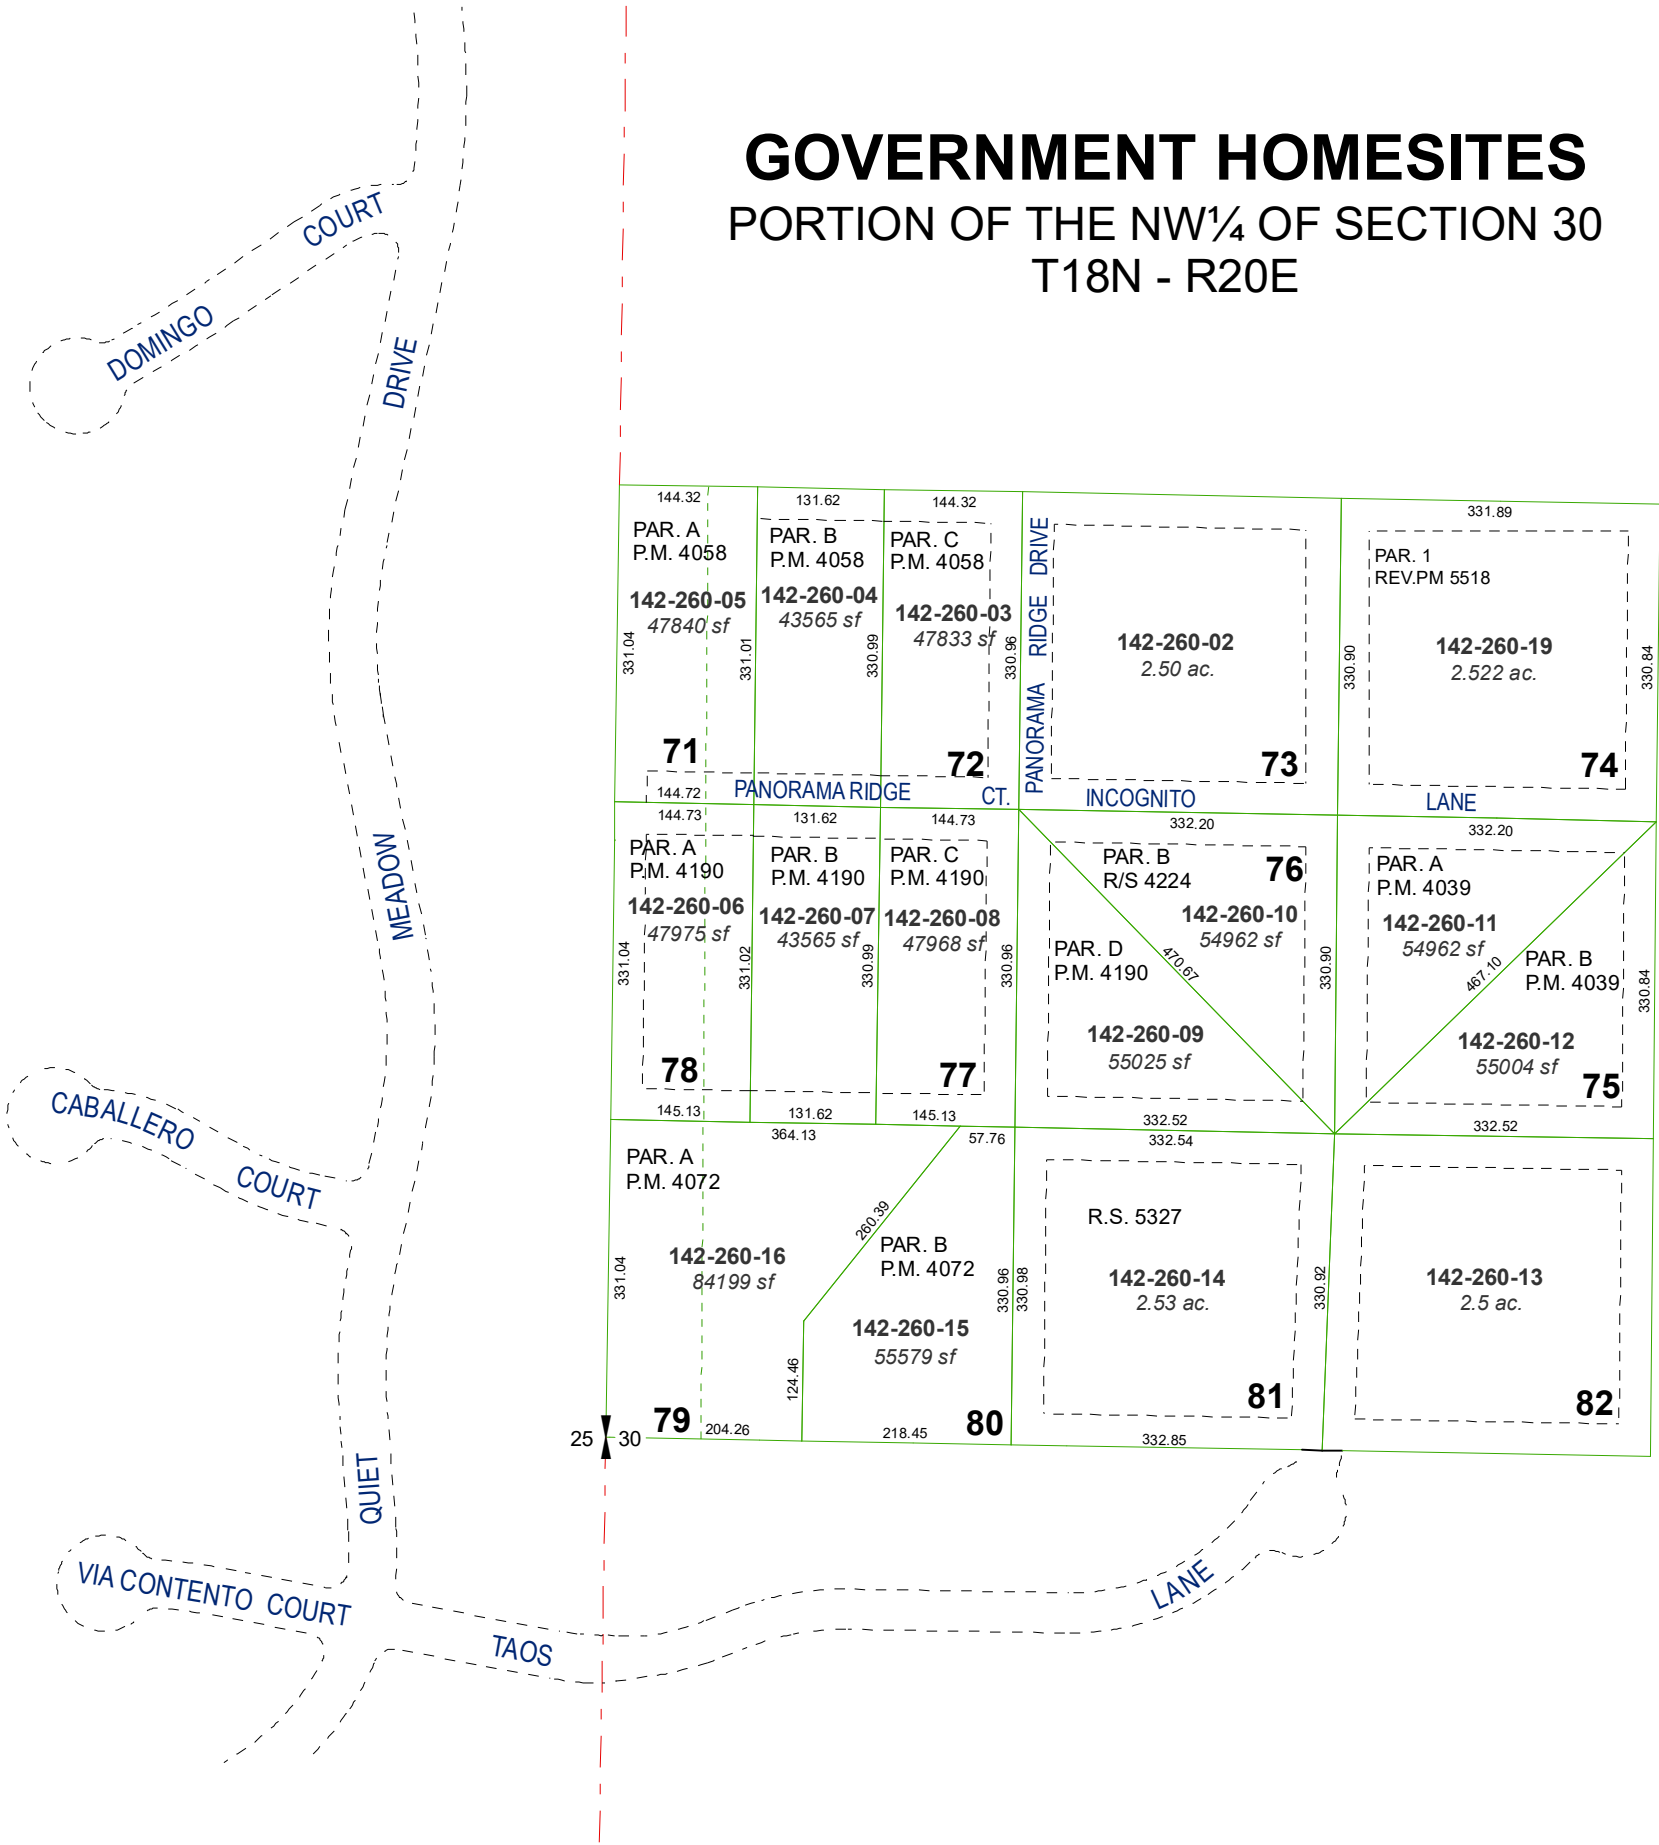 GOVERNMENT HOMESITES
PORTION OF THE NW¼ OF SECTION 30
T18N - R20E
COURT
DOMINGO
DRIVE
MEADOW
QUIET
CABALLERO
COURT
VIA CONTENTO COURT
TAOS
LANE
144.32
131.62
144.32
331.89
PAR. A
P.M. 4058
142-260-05
47840 sf
331.04
331.01
71
144.72
PAR. B
P.M. 4058
142-260-04
43565 sf
330.99
PAR. C
P.M. 4058
142-260-03
47833 sf
330.96
72
PANORAMA RIDGE DRIVE
142-260-02
2.50 ac.
73
330.90
PAR. 1
REV.PM 5518
142-260-19
2.522 ac.
330.84
74
PANORAMA RIDGE CT.
INCOGNITO
LANE
144.73
131.62
144.73
332.20
332.20
PAR. A
P.M. 4190
142-260-06
47975 sf
331.04
331.02
78
PAR. B
P.M. 4190
142-260-07
43565 sf
330.99
PAR. C
P.M. 4190
142-260-08
47968 sf
330.96
77
PAR. B
R/S 4224
76
142-260-10
54962 sf
470.67
330.90
PAR. D
P.M. 4190
142-260-09
55025 sf
PAR. A
P.M. 4039
142-260-11
54962 sf
467.10
PAR. B
P.M. 4039
330.84
142-260-12
55004 sf
75
145.13
131.62
145.13
332.52
332.52
364.13
57.76
332.54
PAR. A
P.M. 4072
142-260-16
84199 sf
331.04
260.39
124.46
PAR. B
P.M. 4072
142-260-15
55579 sf
330.96
330.98
R.S. 5327
142-260-14
2.53 ac.
330.92
81
142-260-13
2.5 ac.
82
25
30
79
204.26
218.45
80
332.85